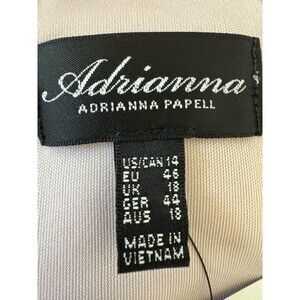 Adrianna
ADRIANNA PAPELL
US/CAN 14
EU 46
UK 18
GER 44
AUS 18
MADE IN
VIETNAM